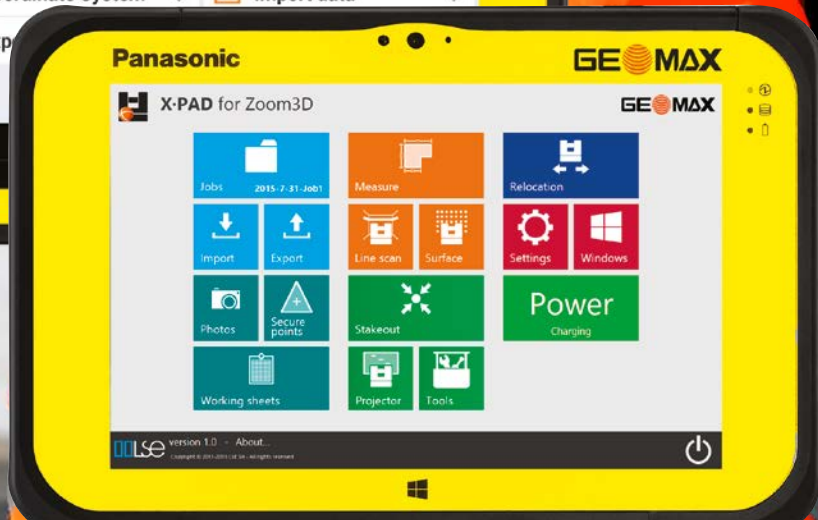 Panasonic
GEOMAX
X-PAD for Zoom3D
GEOMAX
Jobs 2015-7-31-Job1
Measure
Relocation
Import
Export
Line scan
Surface
Settings
Windows
Photos
Secure
points
Stakeout
Power
Charging
Working sheets
Projector
Tools
LSE
version 1.0 - About...